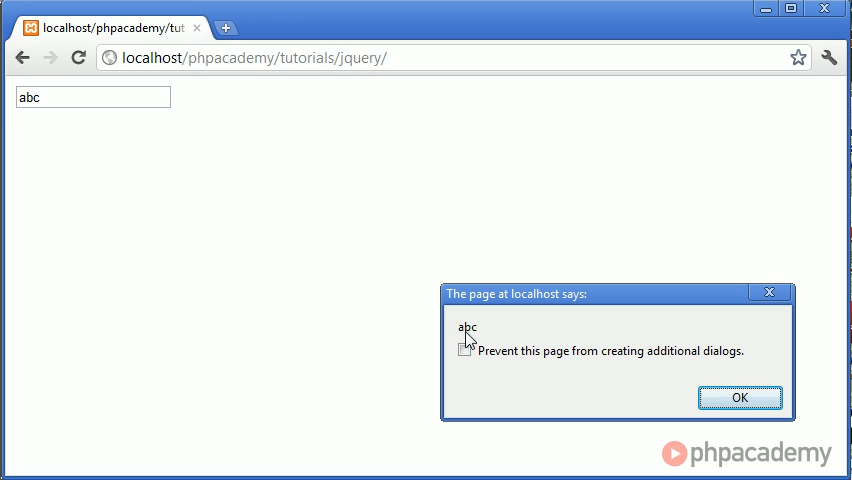 localhost/phpacademy/tut
localhost/phpacademy/tutorials/jquery/
abc
The page at localhost says:
abc
Prevent this page from creating additional dialogs.
OK
phpacademy